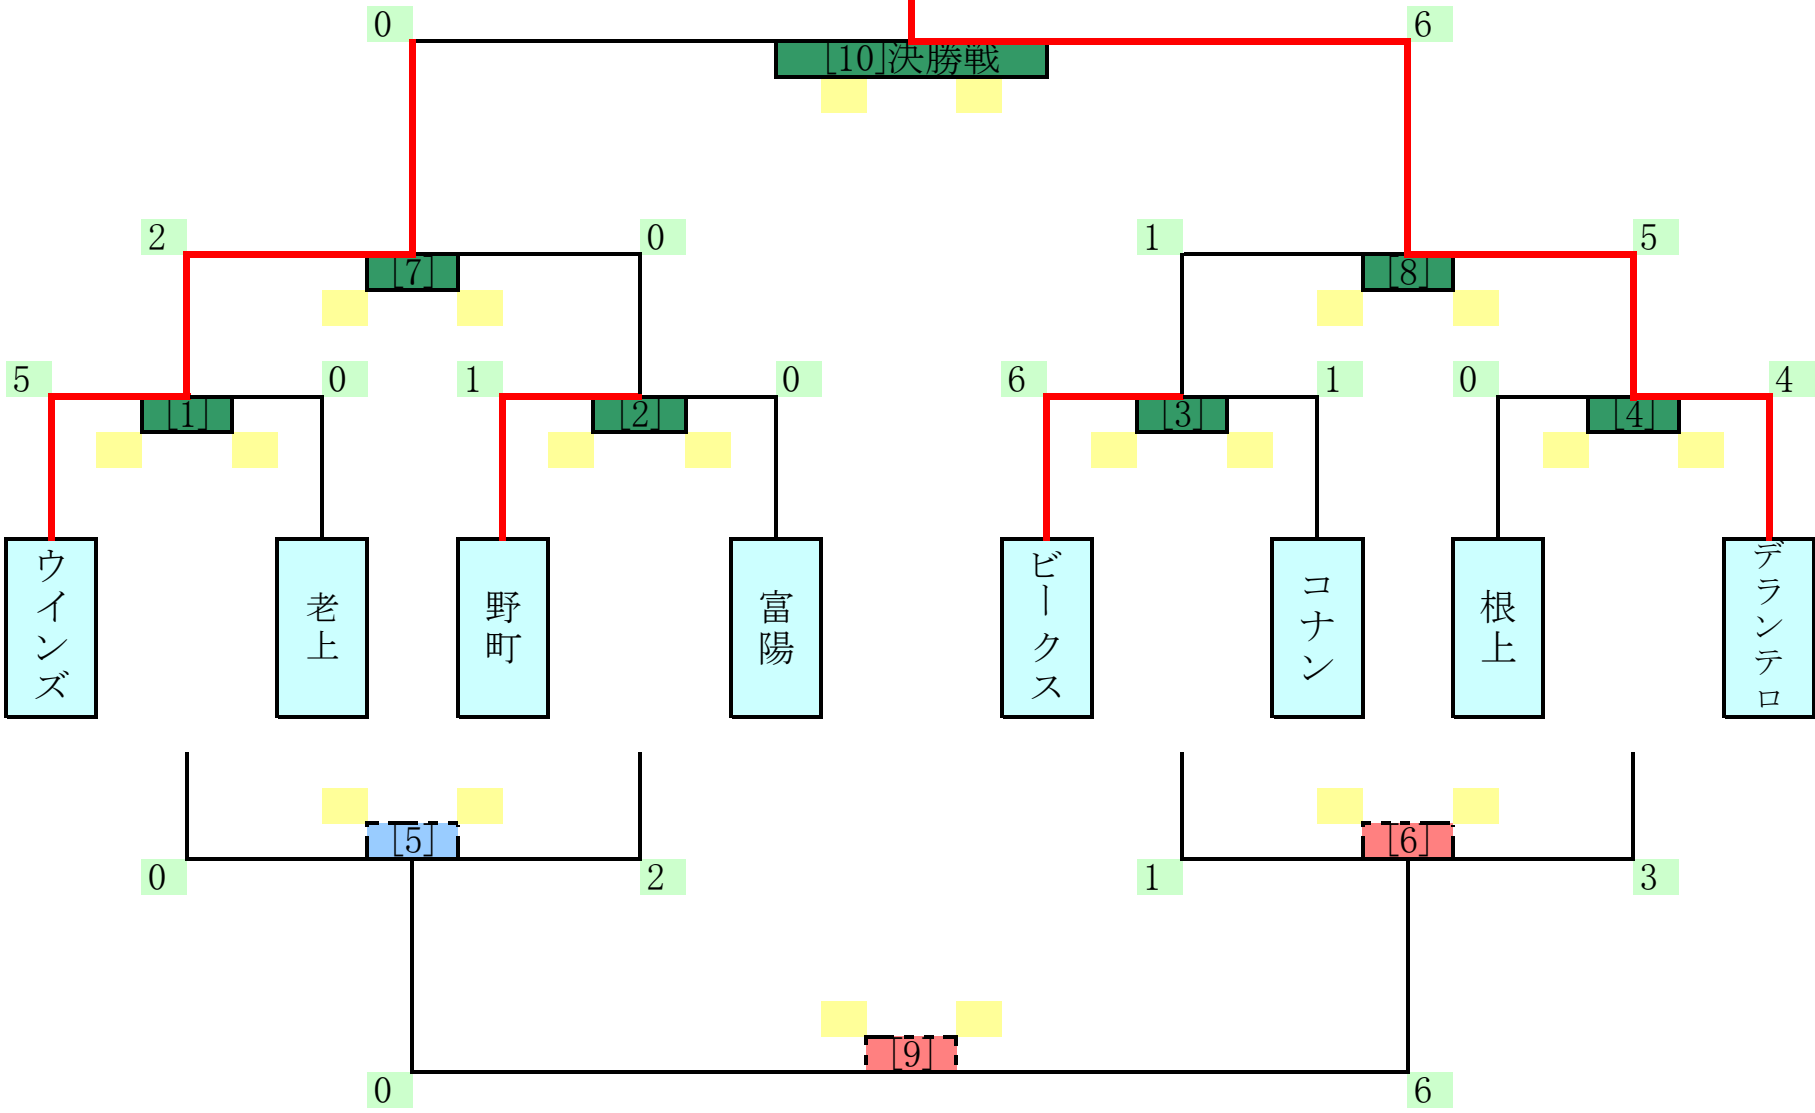 0 6
[10]決勝戦
2 0 1 5
[7] [8]
5 0 1 0 6 1 0 4
[1] [2] [3] [4]
ウインズ
老上
野町
富陽
ビークス
コナン
根上
デランテロ
[5] [6]
0 2 1 3
[9]
0 6